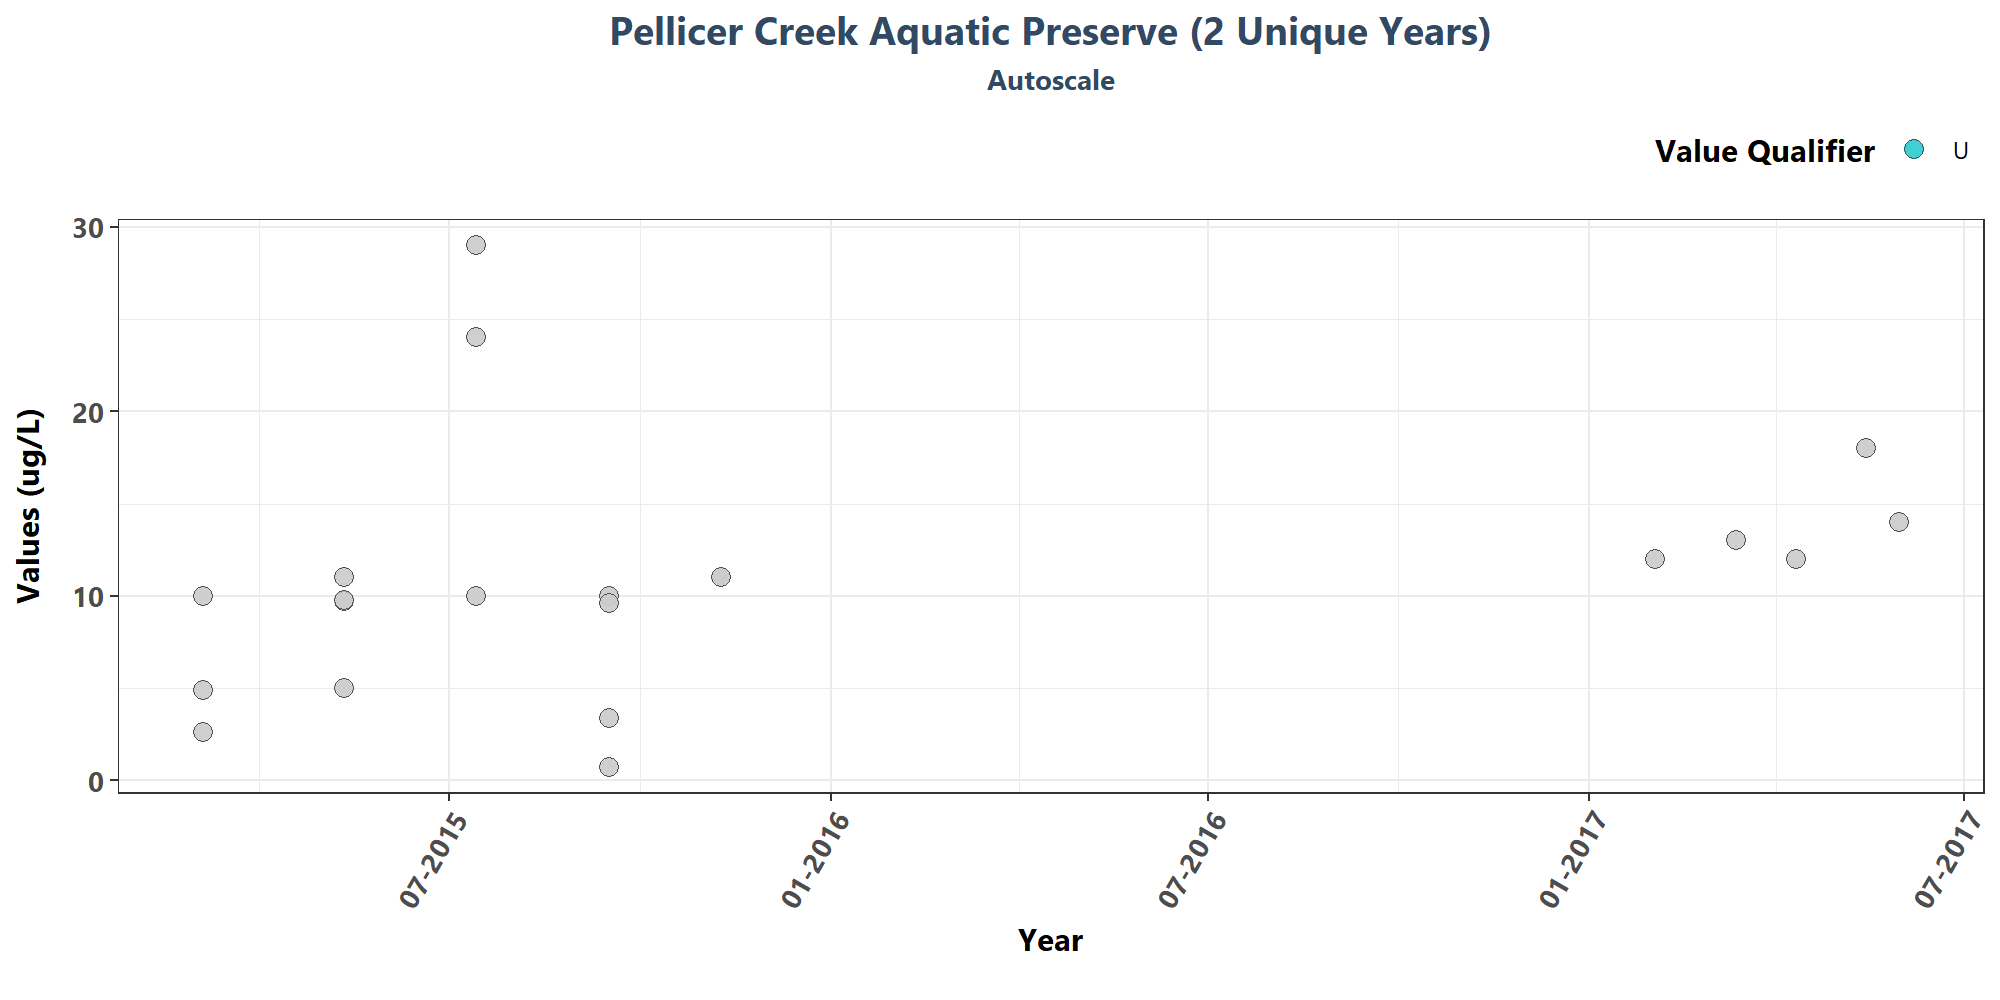 Pellicer Creek Aquatic Preserve (2 Unique Years)
Autoscale
Value Qualifier U
30
20
10
0
Values (ug/L)
07-2015
01-2016
07-2016
01-2017
07-2017
Year